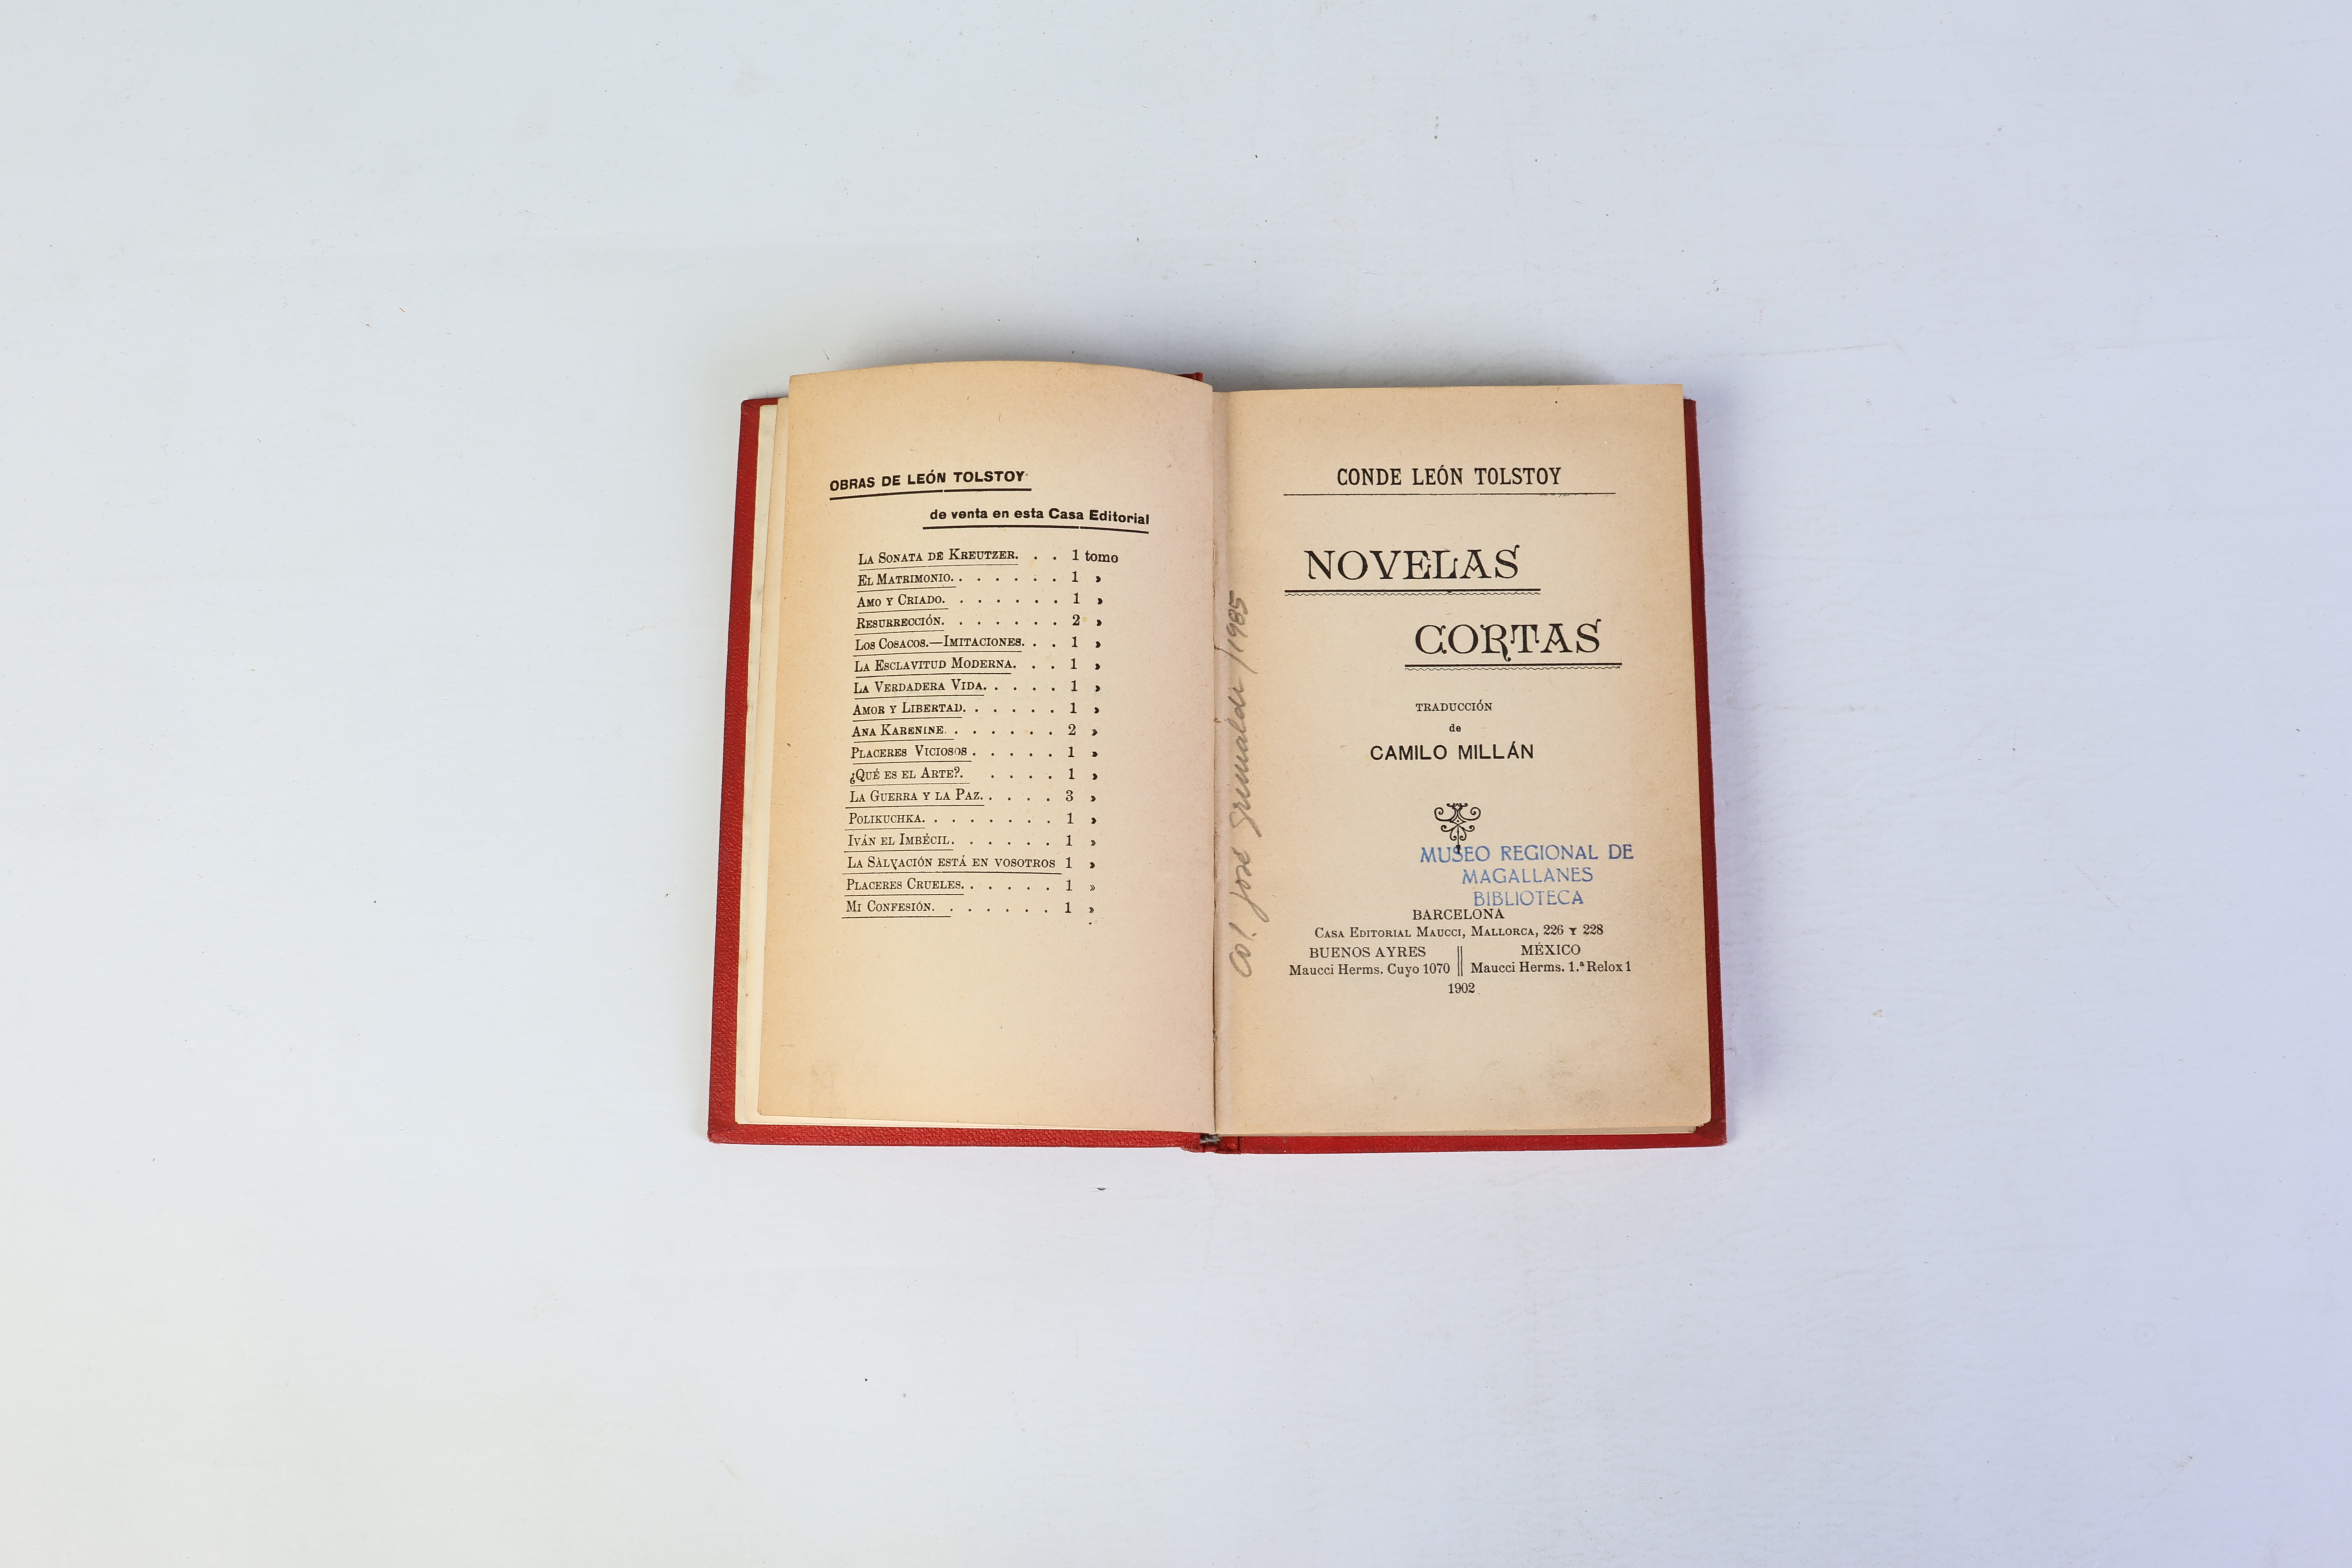 OBRAS DE LEÓN TOLSTOY
de venta en esta Casa Editorial
LA SONATA DE KREUTZER. . . 1 tomo
EL MATRIMONIO. . . . . . . 1 »
AMO Y CRIADO. . . . . . . 1 »
RESURRECCIÓN. . . . . . . 2 »
LOS COSACOS.—IMITACIONES. . . 1 »
LA ESCLAVITUD MODERNA. . . 1 »
LA VERDADERA VIDA. . . . . 1 »
AMOR Y LIBERTAD. . . . . . 1 »
ANA KARENINE. . . . . . . 2 »
PLACERES VICIOSOS . . . . . 1 »
¿QUÉ ES EL ARTE?. . . . . 1 »
LA GUERRA Y LA PAZ. . . . . 3 »
POLIKUCHKA. . . . . . . . 1 »
IVÁN EL IMBÉCIL. . . . . . 1 »
LA SALVACIÓN ESTÁ EN VOSOTROS 1 »
PLACERES CRUELES. . . . . . 1 »
MI CONFESIÓN. . . . . . . 1 »
Col. José Grimaldi / 1985
CONDE LEÓN TOLSTOY
NOVELAS
CORTAS
TRADUCCIÓN
de
CAMILO MILLÁN
MUSEO REGIONAL DE
MAGALLANES
BIBLIOTECA
BARCELONA
CASA EDITORIAL MAUCCI, MALLORCA, 226 Y 228
BUENOS AYRES
Maucci Herms. Cuyo 1070
MÉXICO
Maucci Herms. 1.ª Relox 1
1902